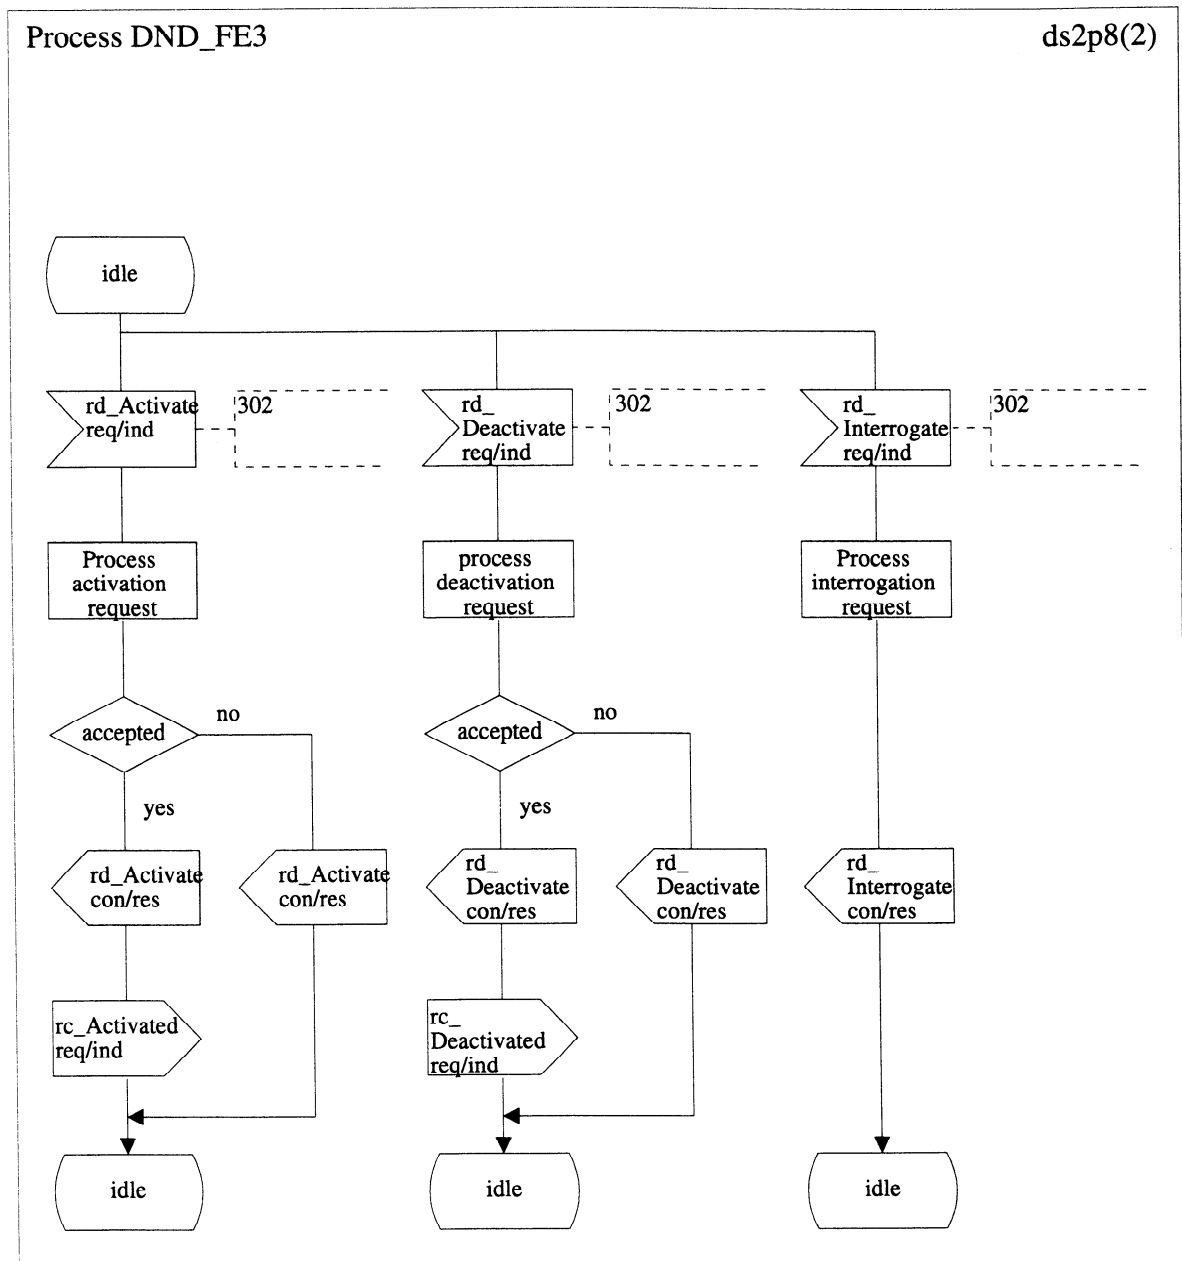 Process DND_FE3
ds2p8(2)
idle
rd_Activate
req/ind
302
rd_
Deactivate
req/ind
302
rd_
Interrogate
req/ind
302
Process
activation
request
process
deactivation
request
Process
interrogation
request
accepted
no
yes
accepted
no
yes
rd_Activate
con/res
rd_Activate
con/res
rd_
Deactivate
con/res
rd_
Deactivate
con/res
rd_
Interrogate
con/res
rc_Activated
req/ind
rc_
Deactivated
req/ind
idle
idle
idle